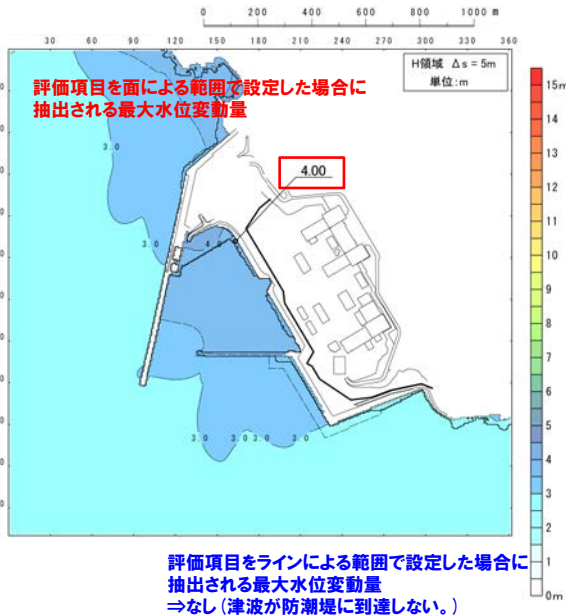 0 200 400 600 800 1000 m
0 30 60 90 120 150 180 210 240 270 300 330 360
H領域 Δs = 5m
単位:m
評価項目を面による範囲で設定した場合に
抽出される最大水位変動量
4.00
3.0
3.0
4.0
3.0
3.0 3.0 3.0
15m
14
13
12
11
10
9
8
7
6
5
4
3
2
1
0m
評価項目をラインによる範囲で設定した場合に
抽出される最大水位変動量
⇒なし(津波が防潮堤に到達しない。)